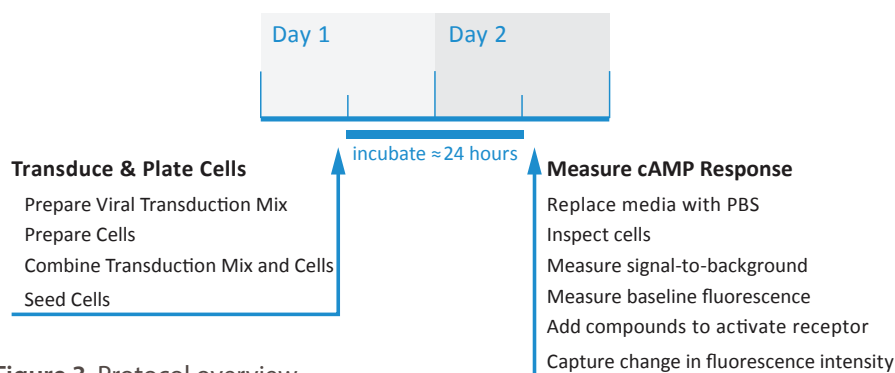 Day 1
Day 2
incubate ≈ 24 hours
Transduce & Plate Cells
Prepare Viral Transduction Mix
Prepare Cells
Combine Transduction Mix and Cells
Seed Cells
Measure cAMP Response
Replace media with PBS
Inspect cells
Measure signal-to-background
Measure baseline fluorescence
Add compounds to activate receptor
Capture change in fluorescence intensity
Protocol overview